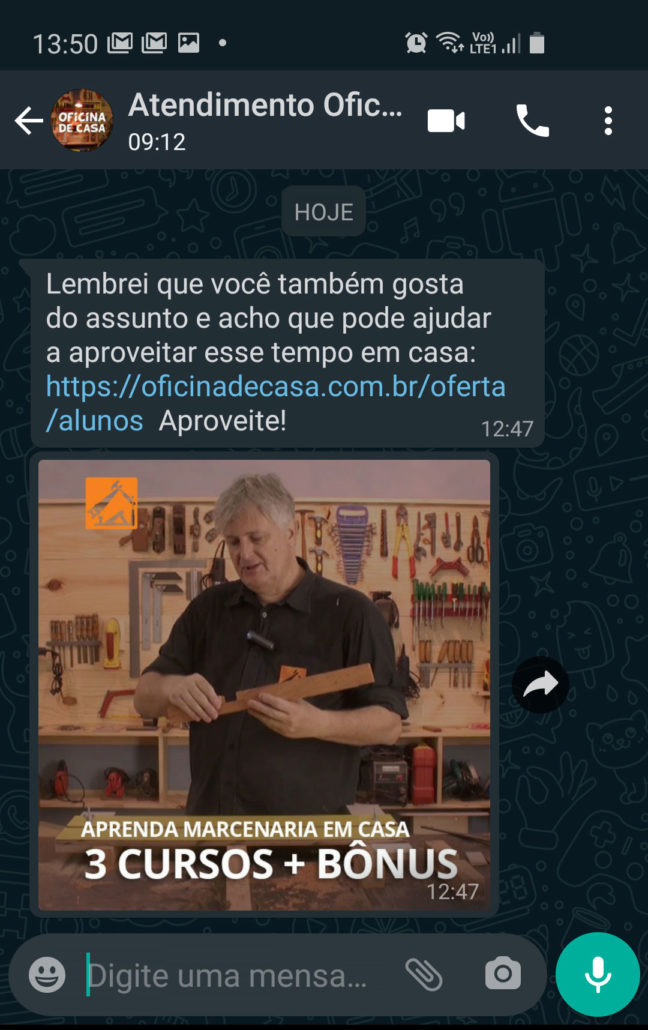 13:50
Vo))
LTE1
OFICINA
DE CASA
Atendimento Ofic...
09:12
HOJE
Lembrei que você também gosta
do assunto e acho que pode ajudar
a aproveitar esse tempo em casa:
https://oficinadecasa.com.br/oferta
/alunos Aproveite!
12:47
APRENDA MARCENARIA EM CASA
3 CURSOS + BÔNUS
12:47
Digite uma mensa...